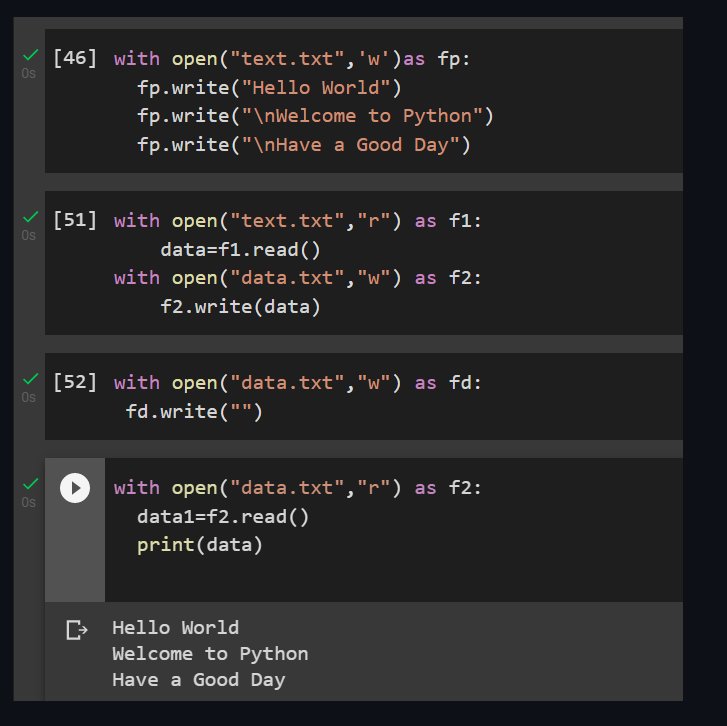 [46] with open("text.txt",'w')as fp:
fp.write("Hello World")
fp.write("\nWelcome to Python")
fp.write("\nHave a Good Day")
0s
[51] with open("text.txt","r") as f1:
data=f1.read()
with open("data.txt","w") as f2:
f2.write(data)
0s
[52] with open("data.txt","w") as fd:
fd.write("")
0s
with open("data.txt","r") as f2:
data1=f2.read()
print(data)
0s
Hello World
Welcome to Python
Have a Good Day